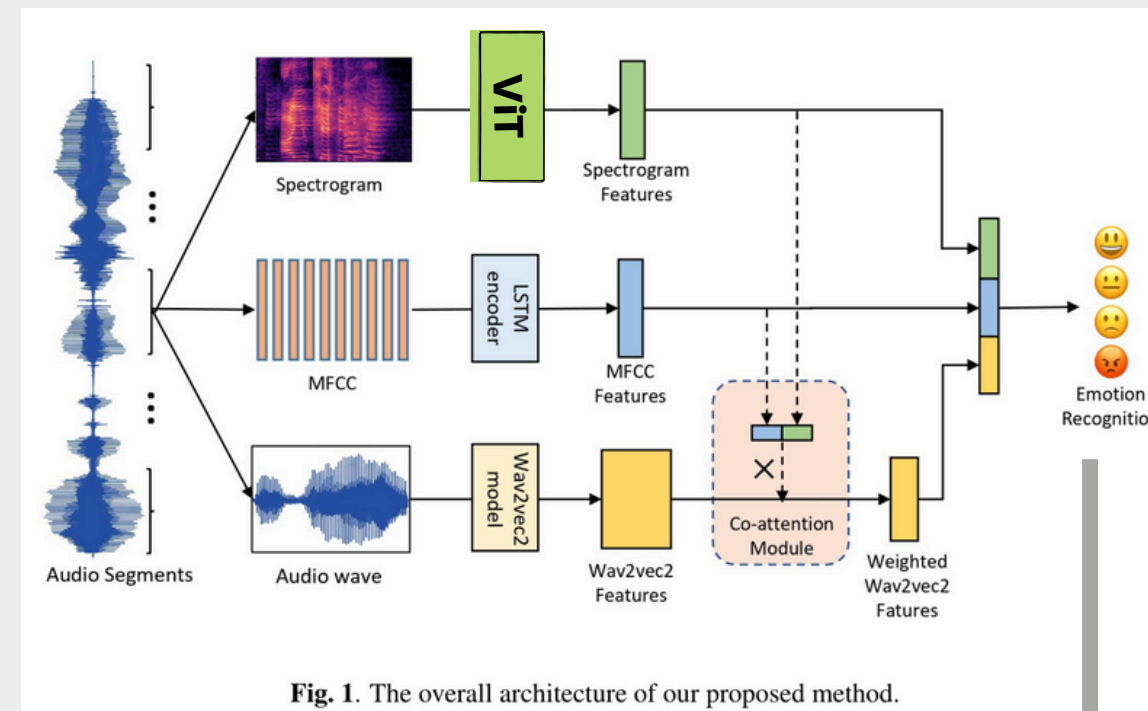 ViT
Spectrogram
Spectrogram
Features
LSTM
encoder
MFCC
MFCC
Features
Emotion
Recognitio
Wav2vec2
model
×
Co-attention
Module
Audio Segments
Audio wave
Wav2vec2
Features
Weighted
Wav2vec2
Fatures
Fig. 1. The overall architecture of our proposed method.